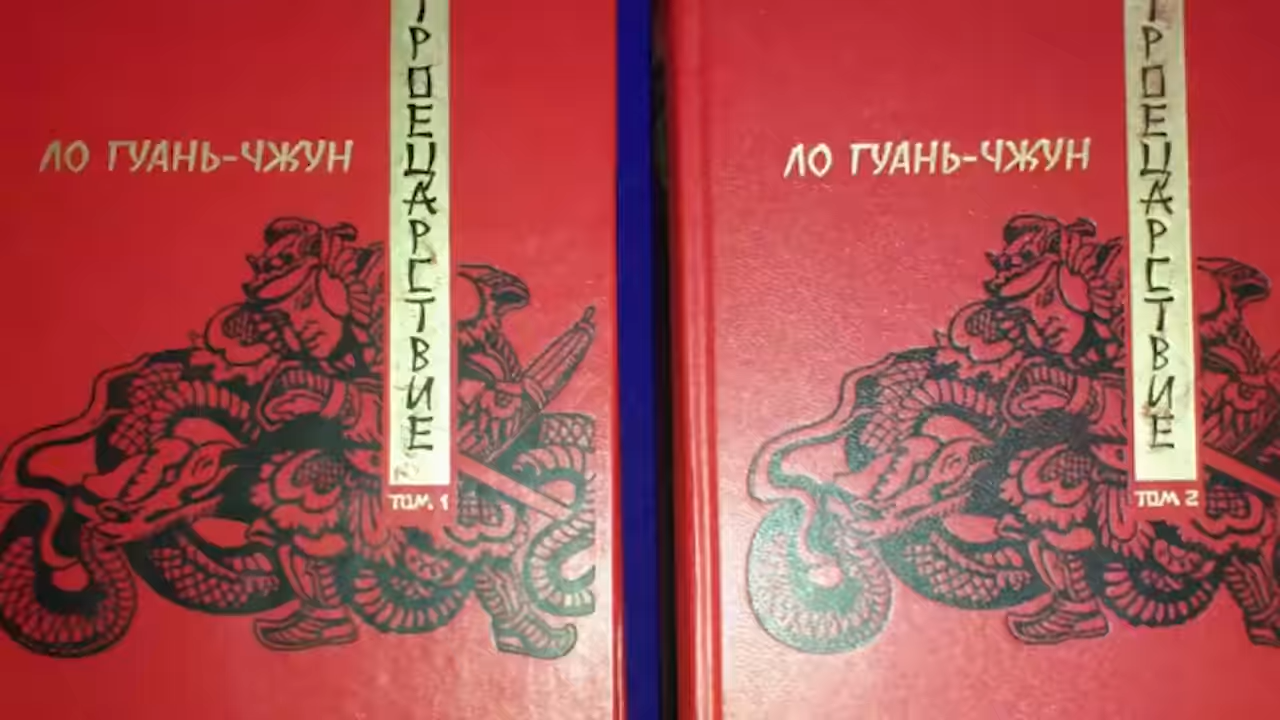 ЛО ГУАНЬ-ЧЖУН
ТРОЕЦАРСТВИЕ
ТОМ 1
ЛО ГУАНЬ-ЧЖУН
ТРОЕЦАРСТВИЕ
ТОМ 2